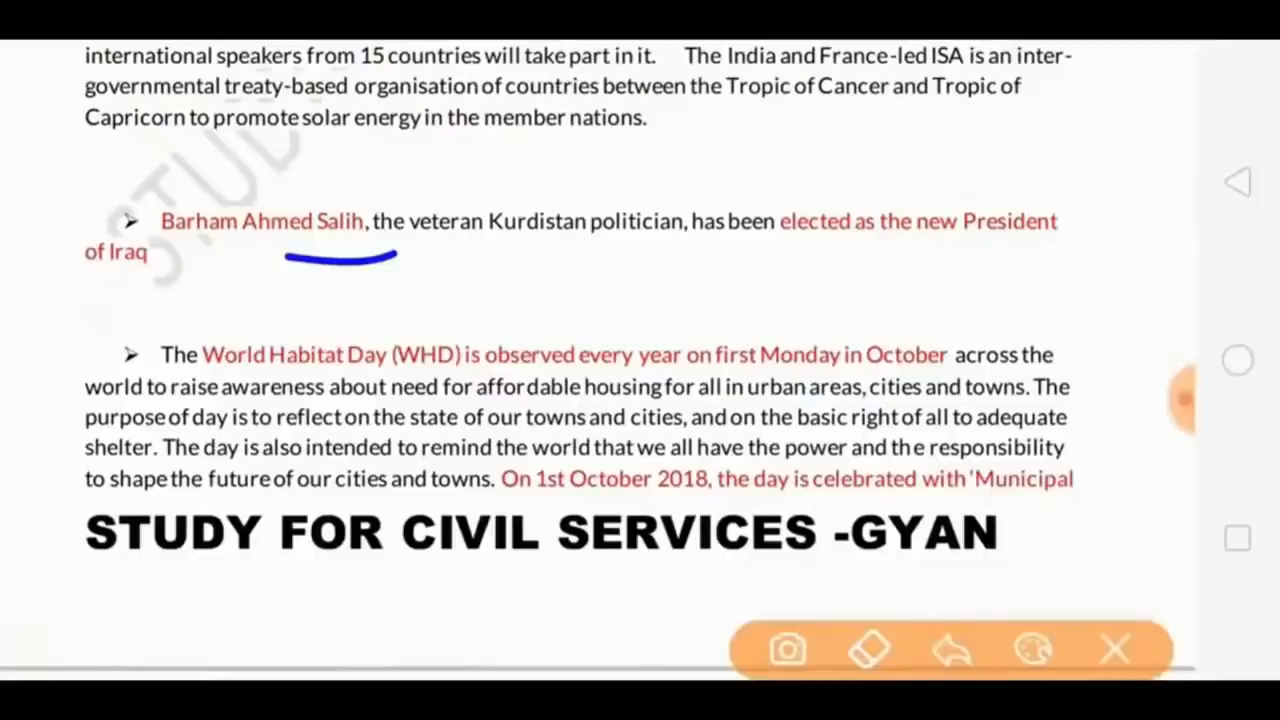 international speakers from 15 countries will take part in it. The India and France-led ISA is an inter-
governmental treaty-based organisation of countries between the Tropic of Cancer and Tropic of
Capricorn to promote solar energy in the member nations.
Barham Ahmed Salih, the veteran Kurdistan politician, has been elected as the new President
of Iraq
The World Habitat Day (WHD) is observed every year on first Monday in October across the
world to raise awareness about need for affordable housing for all in urban areas, cities and towns. The
purpose of day is to reflect on the state of our towns and cities, and on the basic right of all to adequate
shelter. The day is also intended to remind the world that we all have the power and the responsibility
to shape the future of our cities and towns. On 1st October 2018, the day is celebrated with 'Municipal
STUDY FOR CIVIL SERVICES -GYAN
STUD